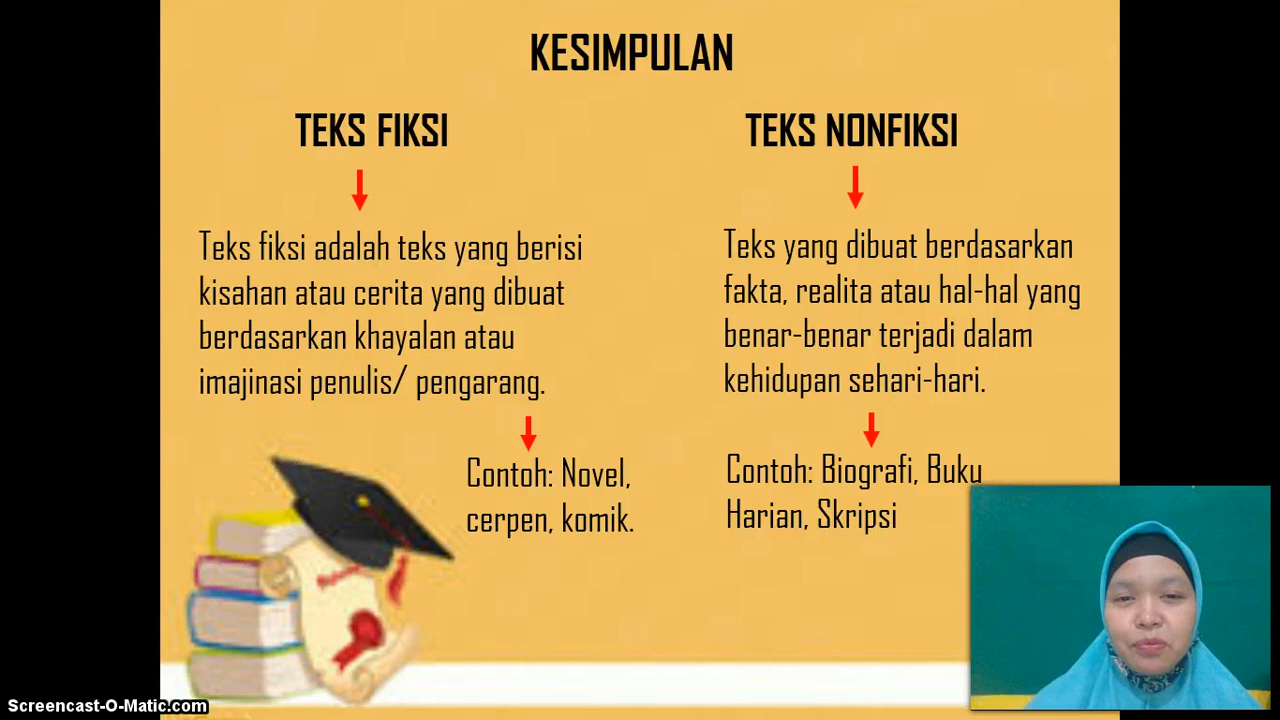 KESIMPULAN
TEKS FIKSI
Teks fiksi adalah teks yang berisi
kisahan atau cerita yang dibuat
berdasarkan khayalan atau
imajinasi penulis/ pengarang.
Contoh: Novel,
cerpen, komik.
TEKS NONFIKSI
Teks yang dibuat berdasarkan
fakta, realita atau hal-hal yang
benar-benar terjadi dalam
kehidupan sehari-hari.
Contoh: Biografi, Buku
Harian, Skripsi
Screencast-O-Matic.com